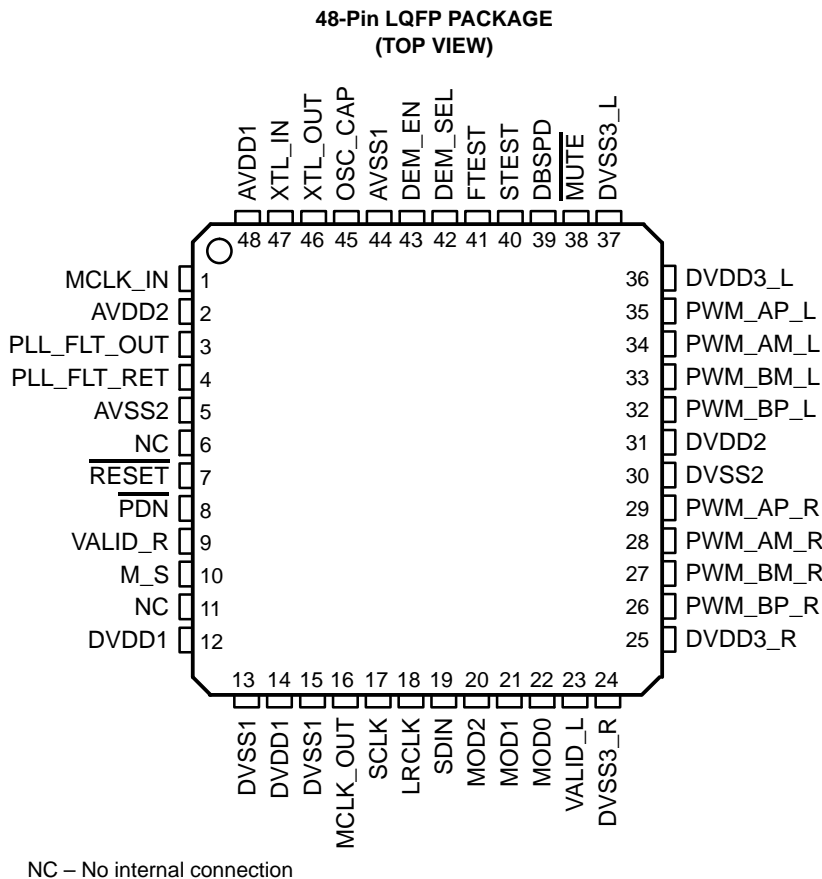 48-Pin LQFP PACKAGE
(TOP VIEW)
AVDD1
XTL_IN
XTL_OUT
OSC_CAP
AVSS1
DEM_EN
DEM_SEL
FTEST
STEST
DBSPD
MUTE
DVSS3_L
48 47 46 45 44 43 42 41 40 39 38 37
MCLK_IN 1
AVDD2 2
PLL_FLT_OUT 3
PLL_FLT_RET 4
AVSS2 5
NC 6
RESET 7
PDN 8
VALID_R 9
M_S 10
NC 11
DVDD1 12
36 DVDD3_L
35 PWM_AP_L
34 PWM_AM_L
33 PWM_BM_L
32 PWM_BP_L
31 DVDD2
30 DVSS2
29 PWM_AP_R
28 PWM_AM_R
27 PWM_BM_R
26 PWM_BP_R
25 DVDD3_R
13 14 15 16 17 18 19 20 21 22 23 24
DVSS1
DVDD1
DVSS1
MCLK_OUT
SCLK
LRCLK
SDIN
MOD2
MOD1
MOD0
VALID_L
DVSS3_R
NC – No internal connection